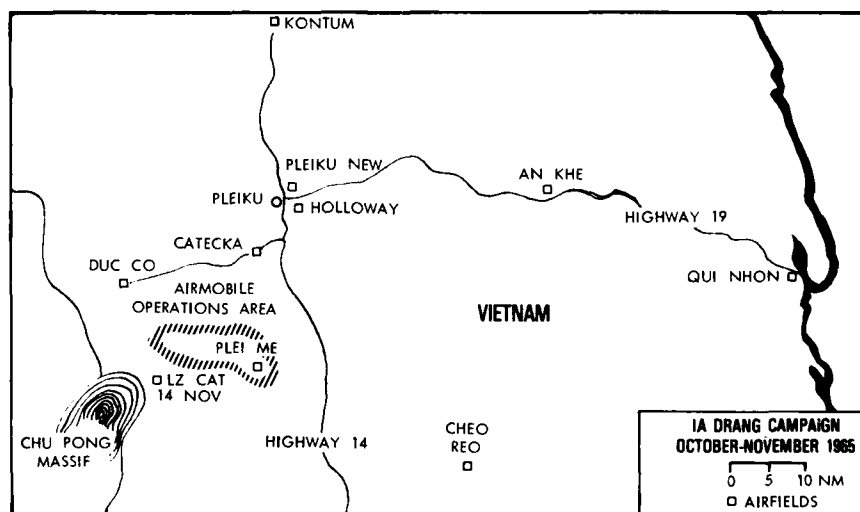 KONTUM
PLEIKU NEW
AN KHE
PLEIKU
HOLLOWAY
HIGHWAY 19
CATECKA
DUC CO
QUI NHON
AIRMOBILE
OPERATIONS AREA
VIETNAM
PLEI ME
LZ CAT
14 NOV
CHU PONG
MASSIF
HIGHWAY 14
CHEO
REO
IA DRANG CAMPAIGN
OCTOBER-NOVEMBER 1965
0 5 10 NM
AIRFIELDS